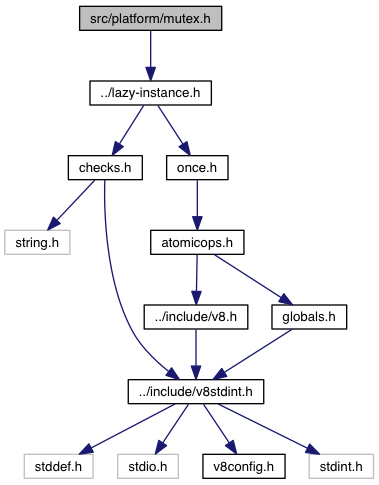 src/platform/mutex.h
../lazy-instance.h
checks.h
once.h
string.h
atomicops.h
../include/v8.h
globals.h
../include/v8stdint.h
stddef.h
stdio.h
v8config.h
stdint.h